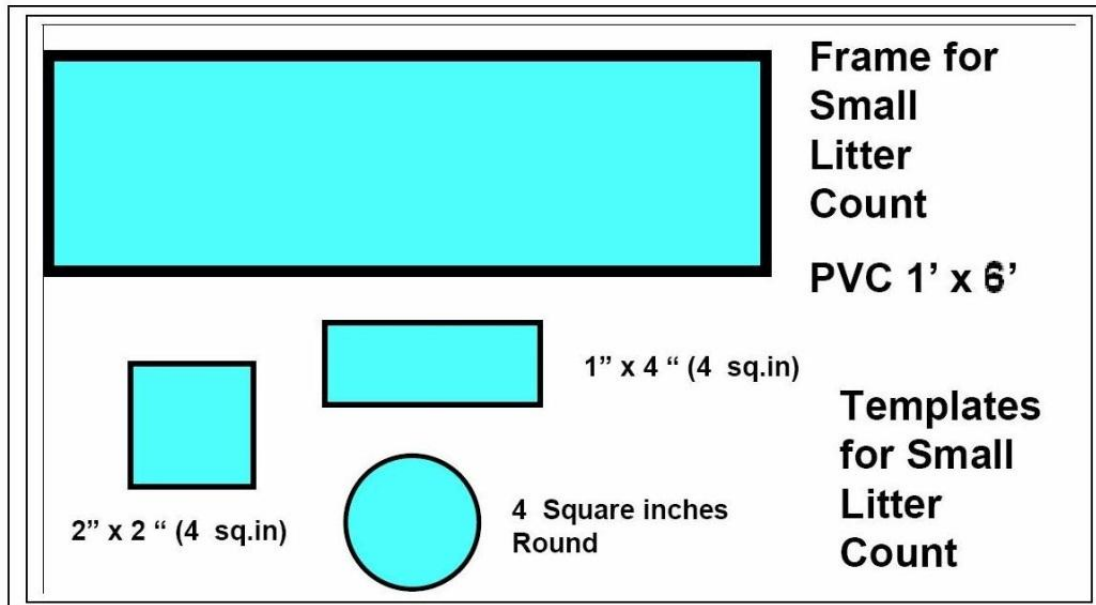 Frame for
Small
Litter
Count
PVC 1’ x 6’
1” x 4 “ (4 sq.in)
Templates
for Small
Litter
Count
2” x 2 “ (4 sq.in)
4 Square inches
Round